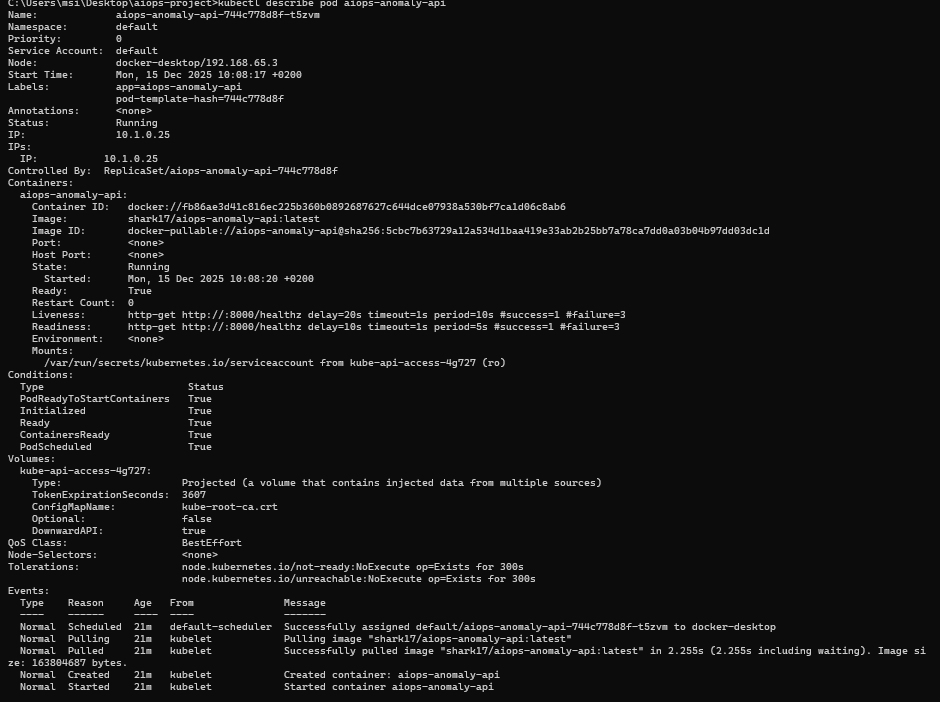 C:\Users\msi\Desktop\aiops-project>kubectl describe pod aiops-anomaly-api
Name:             aiops-anomaly-api-744c778d8f-t5zvm
Namespace:        default
Priority:         0
Service Account:  default
Node:             docker-desktop/192.168.65.3
Start Time:       Mon, 15 Dec 2025 10:08:17 +0200
Labels:           app=aiops-anomaly-api
                  pod-template-hash=744c778d8f
Annotations:      <none>
Status:           Running
IP:               10.1.0.25
IPs:
  IP:           10.1.0.25
Controlled By:  ReplicaSet/aiops-anomaly-api-744c778d8f
Containers:
  aiops-anomaly-api:
    Container ID:   docker://fb86ae3d41c816ec225b360b0892687627c644dce07938a530bf7ca1d06c8ab6
    Image:          shark17/aiops-anomaly-api:latest
    Image ID:       docker-pullable://aiops-anomaly-api@sha256:5cbc7b63729a12a534d1baa419e33ab2b25bb7a78ca7dd0a03b04b97dd03dc1d
    Port:           <none>
    Host Port:      <none>
    State:          Running
      Started:      Mon, 15 Dec 2025 10:08:20 +0200
    Ready:          True
    Restart Count:  0
    Liveness:       http-get http://:8000/healthz delay=20s timeout=1s period=10s #success=1 #failure=3
    Readiness:      http-get http://:8000/healthz delay=10s timeout=1s period=5s #success=1 #failure=3
    Environment:    <none>
    Mounts:
      /var/run/secrets/kubernetes.io/serviceaccount from kube-api-access-4g727 (ro)
Conditions:
  Type                        Status
  PodReadyToStartContainers   True
  Initialized                 True
  Ready                       True
  ContainersReady             True
  PodScheduled                True
Volumes:
  kube-api-access-4g727:
    Type:                    Projected (a volume that contains injected data from multiple sources)
    TokenExpirationSeconds:  3607
    ConfigMapName:           kube-root-ca.crt
    Optional:                false
    DownwardAPI:             true
QoS Class:                   BestEffort
Node-Selectors:              <none>
Tolerations:                 node.kubernetes.io/not-ready:NoExecute op=Exists for 300s
                             node.kubernetes.io/unreachable:NoExecute op=Exists for 300s
Events:
  Type    Reason     Age   From               Message
  ----    ------     ----  ----               -------
  Normal  Scheduled  21m   default-scheduler  Successfully assigned default/aiops-anomaly-api-744c778d8f-t5zvm to docker-desktop
  Normal  Pulling    21m   kubelet            Pulling image "shark17/aiops-anomaly-api:latest"
  Normal  Pulled     21m   kubelet            Successfully pulled image "shark17/aiops-anomaly-api:latest" in 2.255s (2.255s including waiting). Image si
ze: 163804687 bytes.
  Normal  Created    21m   kubelet            Created container: aiops-anomaly-api
  Normal  Started    21m   kubelet            Started container aiops-anomaly-api